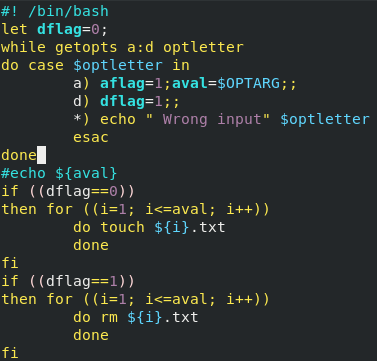 #! /bin/bash
let dflag=0;
while getopts a:d optletter
do case $optletter in
        a) aflag=1;aval=$OPTARG;;
        d) dflag=1;;
        *) echo " Wrong input" $optletter
        esac
done
#echo ${aval}
if ((dflag==0))
then for ((i=1; i<=aval; i++))
        do touch ${i}.txt
        done
fi
if ((dflag==1))
then for ((i=1; i<=aval; i++))
        do rm ${i}.txt
        done
fi